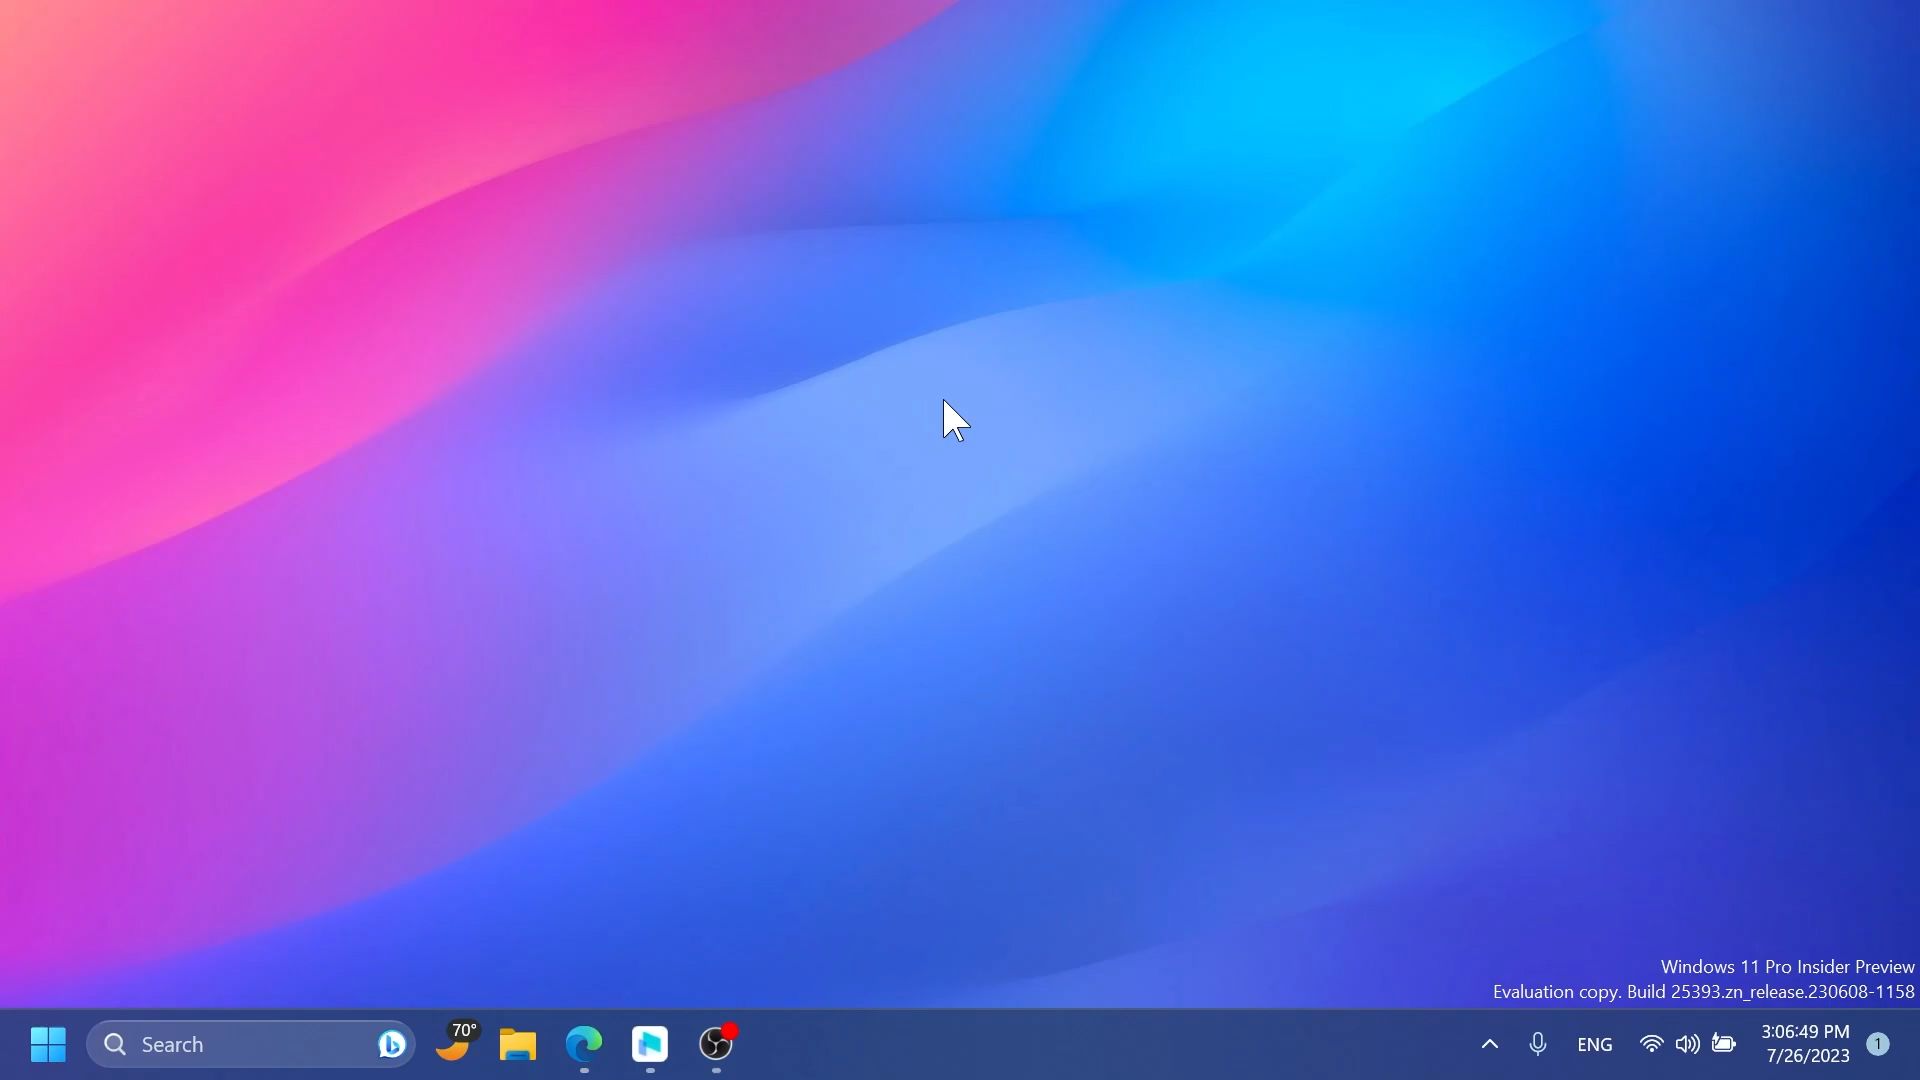 Windows 11 Pro Insider Preview
Evaluation copy. Build 25393.zn_release.230608-1158
Search
70°
ENG
3:06:49 PM
7/26/2023
1